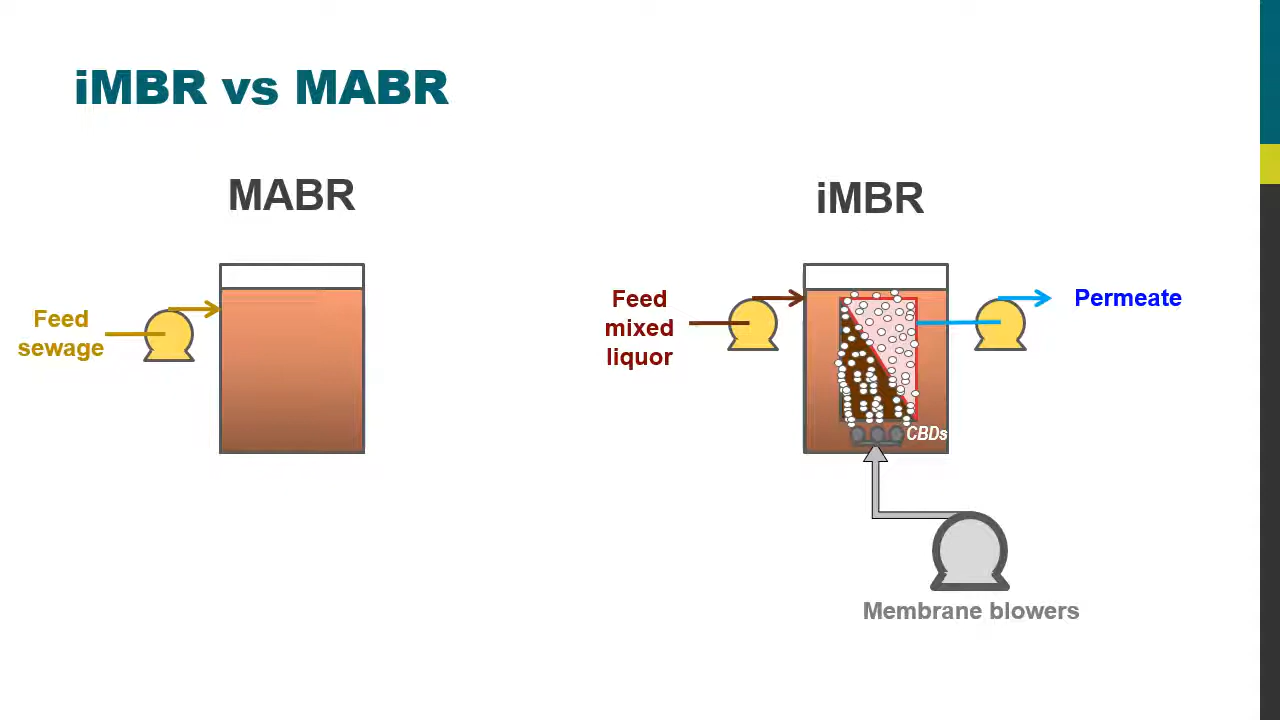 iMBR vs MABR
MABR
iMBR
Feed
sewage
Feed
mixed
liquor
Permeate
CBDs
Membrane blowers